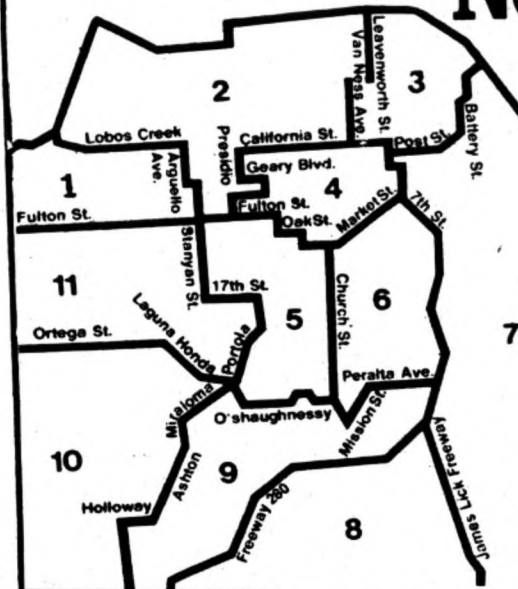 2
Leavenworth St.
Van Ness Ave.
3
Lobos Creek
Arguello
Ave.
Presidio
California St.
Post St.
Battery St.
1
Geary Blvd.
4
Fulton St.
Fulton St.
Oak St.
Market St.
7th St.
Stanyan St.
11
17th St.
5
Church St.
6
7
Ortega St.
Laguna Honda
Portola
Peralta Ave.
Miraloma
O'shaughnessy
Mission St.
10
9
Ashton
Holloway
Freeway 280
8
James Lick Freeway